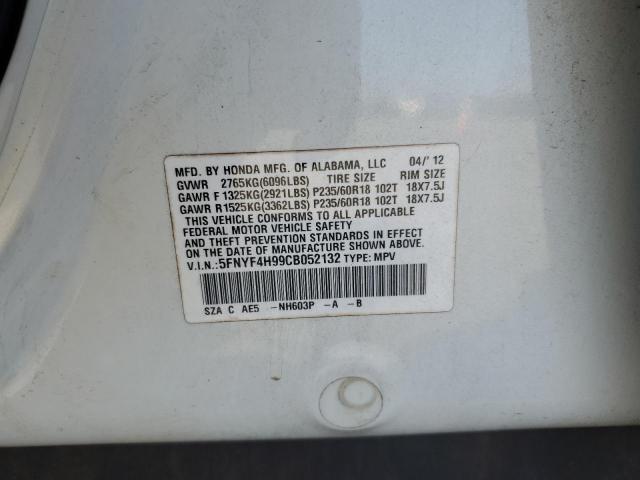 MFD. BY HONDA MFG. OF ALABAMA, LLC 04/'12
GVWR 2765KG(6096LBS) TIRE SIZE RIM SIZE
GAWR F 1325KG(2921LBS) P235/60R18 102T 18X7.5J
GAWR R1525KG(3362LBS) P235/60R18 102T 18X7.5J
THIS VEHICLE CONFORMS TO ALL APPLICABLE
FEDERAL MOTOR VEHICLE SAFETY
AND THEFT PREVENTION STANDARDS IN EFFECT
ON THE DATE OF MANUFACTURE SHOWN ABOVE.
V.I.N.:5FNYF4H99CB052132 TYPE: MPV
SZA C AE5 -NH603P -A -B